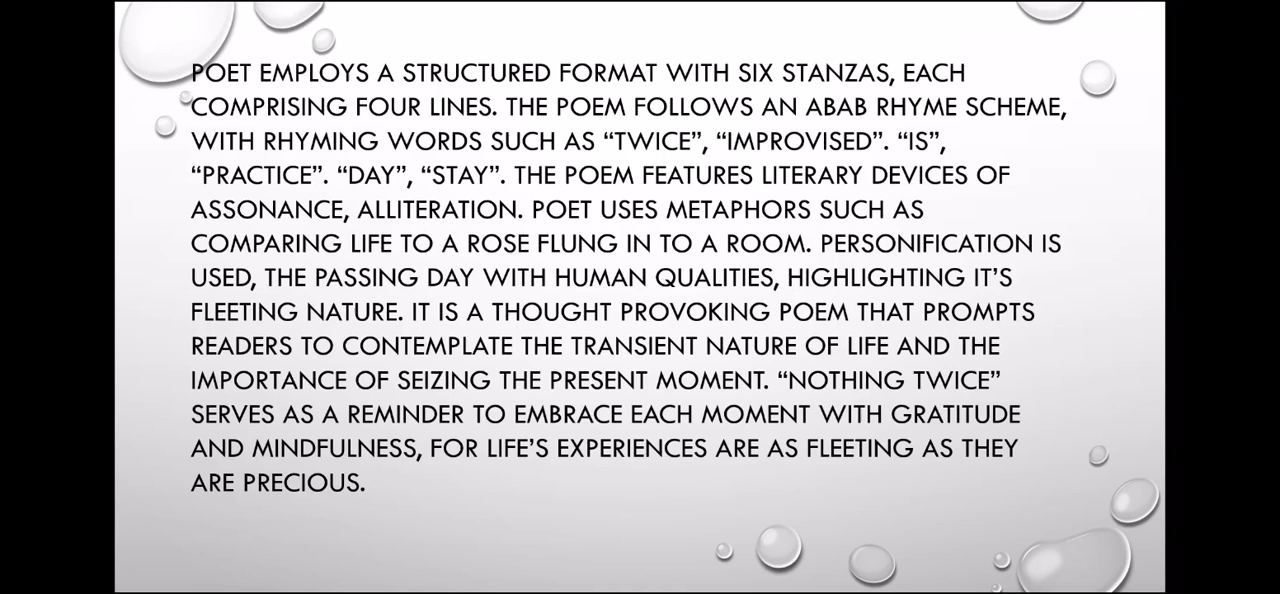 POET EMPLOYS A STRUCTURED FORMAT WITH SIX STANZAS, EACH
COMPRISING FOUR LINES. THE POEM FOLLOWS AN ABAB RHYME SCHEME,
WITH RHYMING WORDS SUCH AS “TWICE”, “IMPROVISED”. “IS”,
“PRACTICE”. “DAY”, “STAY”. THE POEM FEATURES LITERARY DEVICES OF
ASSONANCE, ALLITERATION. POET USES METAPHORS SUCH AS
COMPARING LIFE TO A ROSE FLUNG IN TO A ROOM. PERSONIFICATION IS
USED, THE PASSING DAY WITH HUMAN QUALITIES, HIGHLIGHTING IT’S
FLEETING NATURE. IT IS A THOUGHT PROVOKING POEM THAT PROMPTS
READERS TO CONTEMPLATE THE TRANSIENT NATURE OF LIFE AND THE
IMPORTANCE OF SEIZING THE PRESENT MOMENT. “NOTHING TWICE”
SERVES AS A REMINDER TO EMBRACE EACH MOMENT WITH GRATITUDE
AND MINDFULNESS, FOR LIFE’S EXPERIENCES ARE AS FLEETING AS THEY
ARE PRECIOUS.